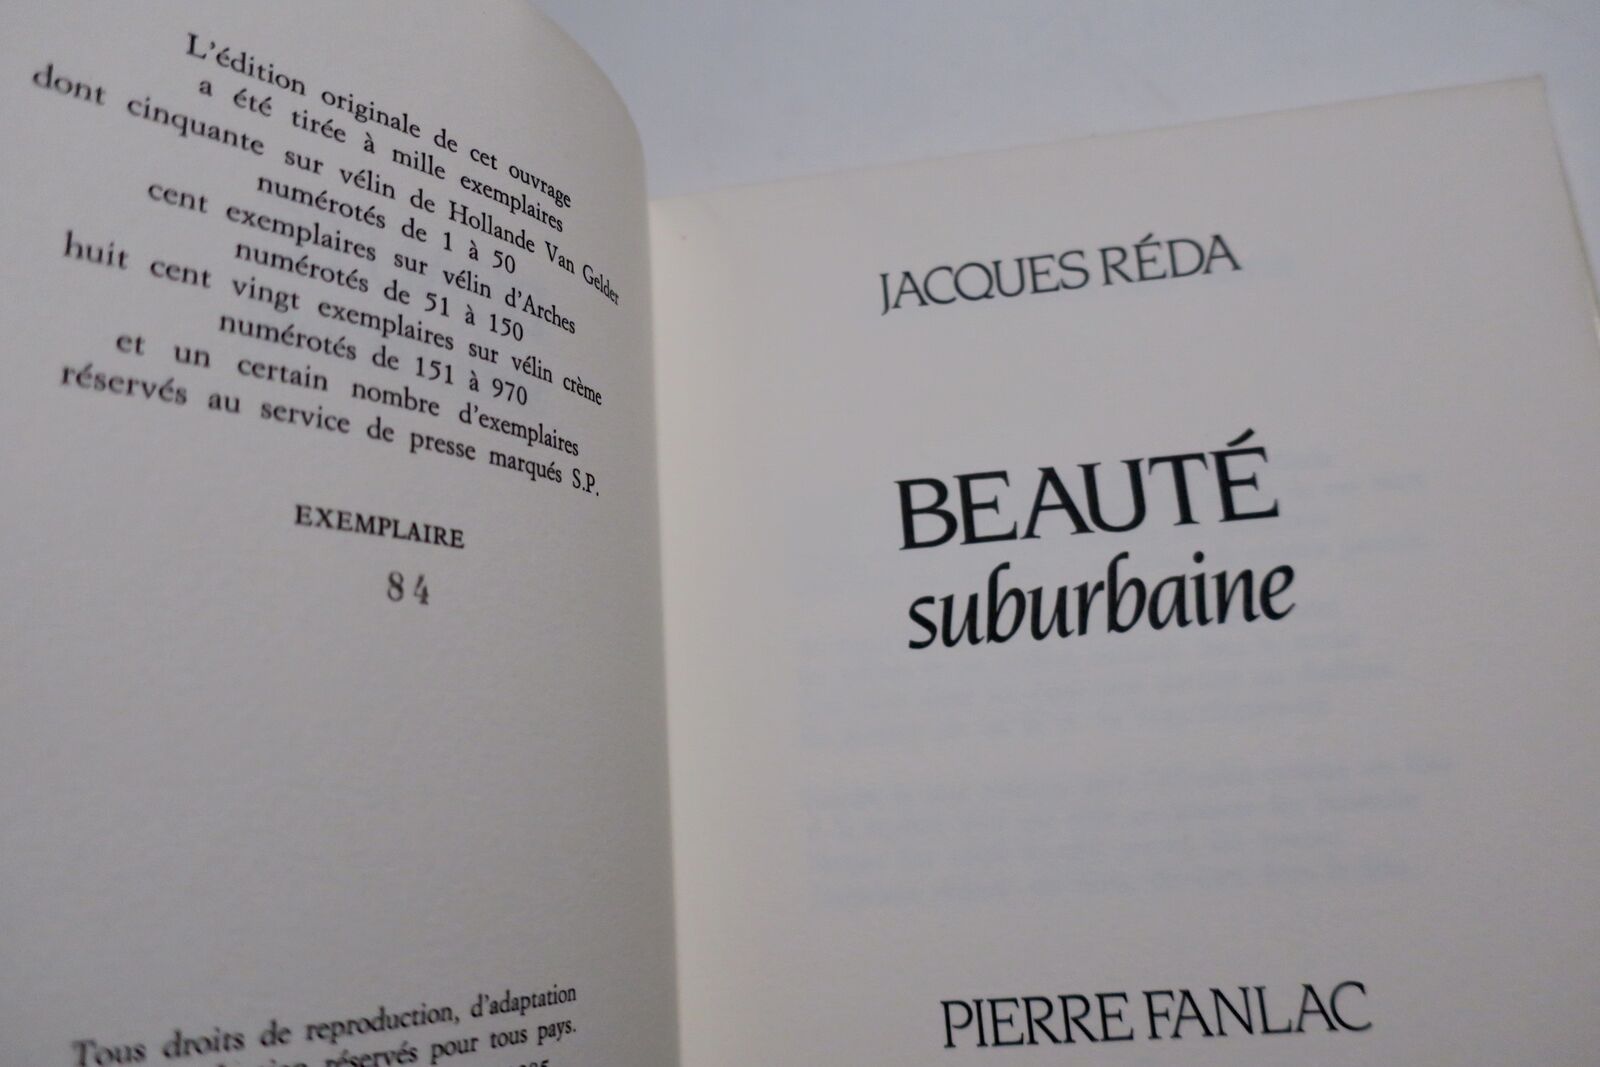 L'édition originale de cet ouvrage
a été tirée à mille exemplaires
dont cinquante sur vélin de Hollande Van Gelder
numérotés de 1 à 50
cent exemplaires sur vélin d'Arches
numérotés de 51 à 150
huit cent vingt exemplaires sur vélin crème
numérotés de 151 à 970
et un certain nombre d'exemplaires
réservés au service de presse marqués S.P.
EXEMPLAIRE
84
Tous droits de reproduction, d'adaptation
réservés pour tous pays.
JACQUES RÉDA
BEAUTÉ
suburbaine
PIERRE FANLAC